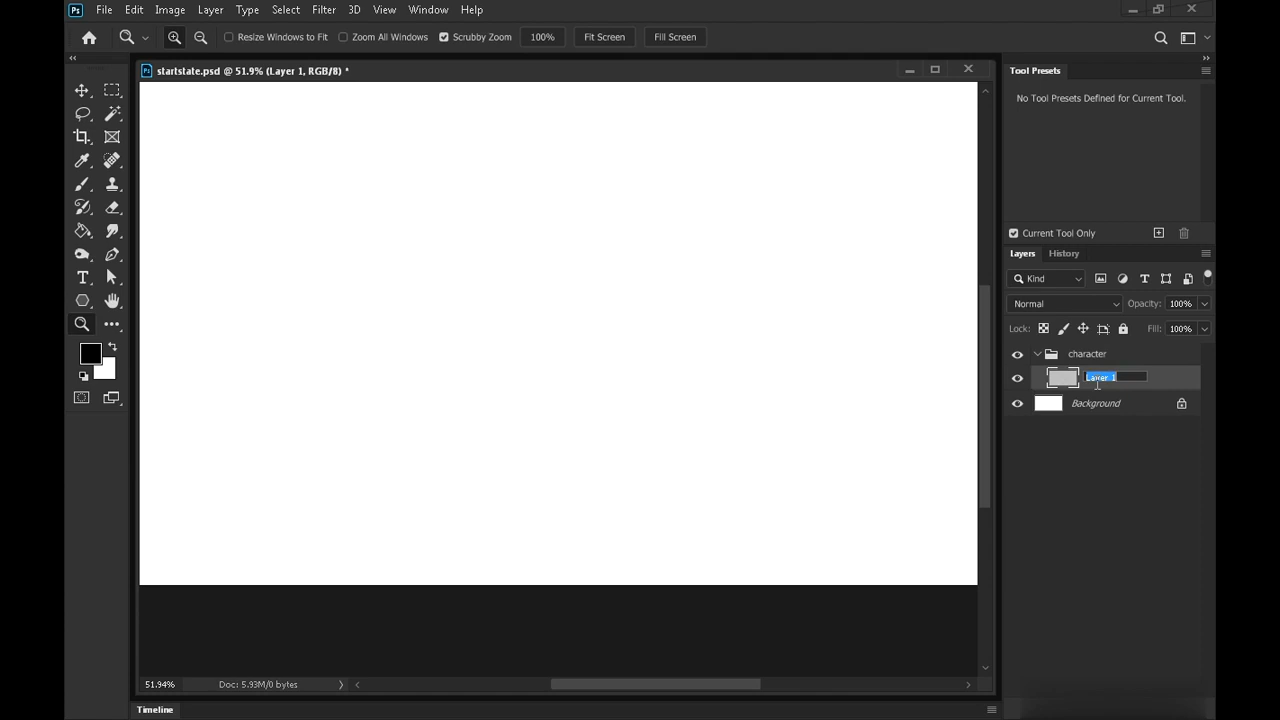 Ps File Edit Image Layer Type Select Filter 3D View Window Help
Resize Windows to Fit Zoom All Windows Scrubby Zoom 100% Fit Screen Fill Screen
Ps startstate.psd @ 51.9% (Layer 1, RGB/8) *
Tool Presets
No Tool Presets Defined for Current Tool.
Current Tool Only
Layers History
Kind
Normal Opacity: 100%
Lock: Fill: 100%
character
Layer 1
Background
51.94% Doc: 5.93M/0 bytes
Timeline